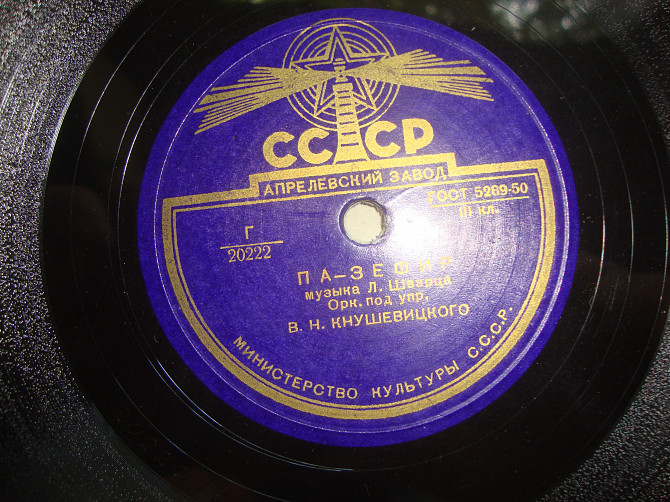 СССР
АПРЕЛЕВСКИЙ ЗАВОД
ГОСТ 5289-50
III кл.
Г
20222
ПА-ЗЕФИР
музыка Л. Шварца
Орк. под упр.
В. Н. КНУШЕВИЦКОГО
МИНИСТЕРСТВО КУЛЬТУРЫ С.С.С.Р.